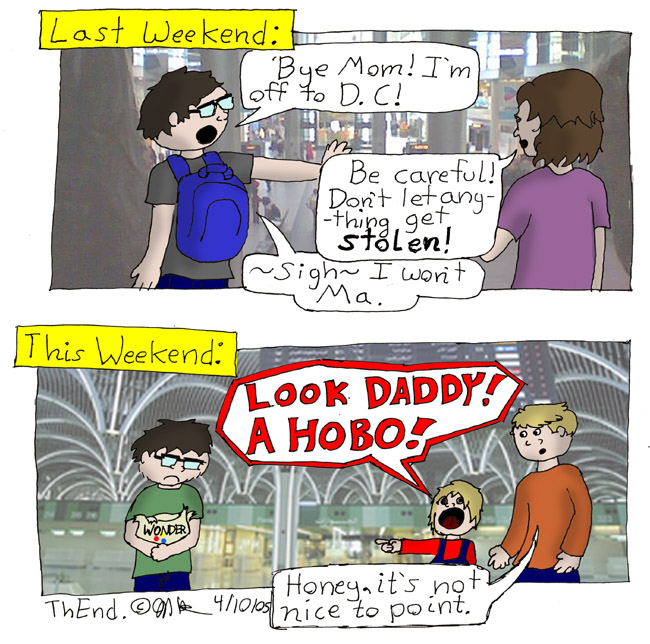 Last Weekend:
'Bye Mom! I'm
off to D.C!
Be careful!
Don't let any-
-thing get
stolen!
~Sigh~ I won't
Ma.
This Weekend:
LOOK DADDY!
A HOBO!
WONDER
Honey, it's not
nice to point.
ThEnd. © 4/10/05